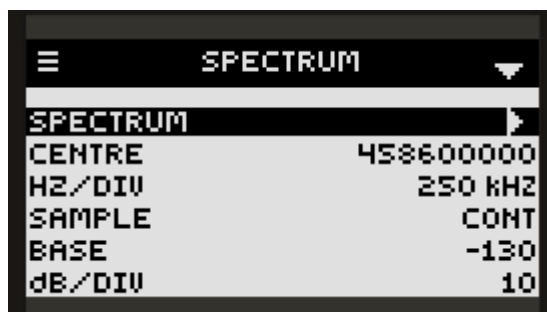 SPECTRUM
SPECTRUM
CENTRE 458600000
HZ/DIV 250 kHZ
SAMPLE CONT
BASE -130
dB/DIV 10